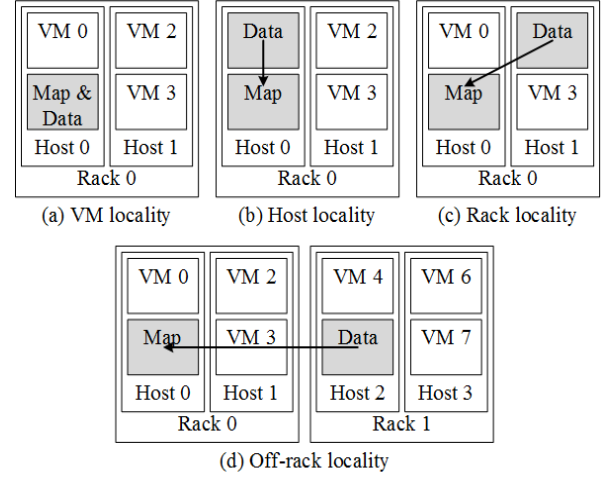 VM 0 VM 2
Map &
Data
VM 3
Host 0 Host 1
Rack 0
(a) VM locality
Data VM 2
Map VM 3
Host 0 Host 1
Rack 0
(b) Host locality
VM 0 Data
Map VM 3
Host 0 Host 1
Rack 0
(c) Rack locality
VM 0 VM 2 VM 4 VM 6
Map VM 3 Data VM 7
Host 0 Host 1 Host 2 Host 3
Rack 0 Rack 1
(d) Off-rack locality